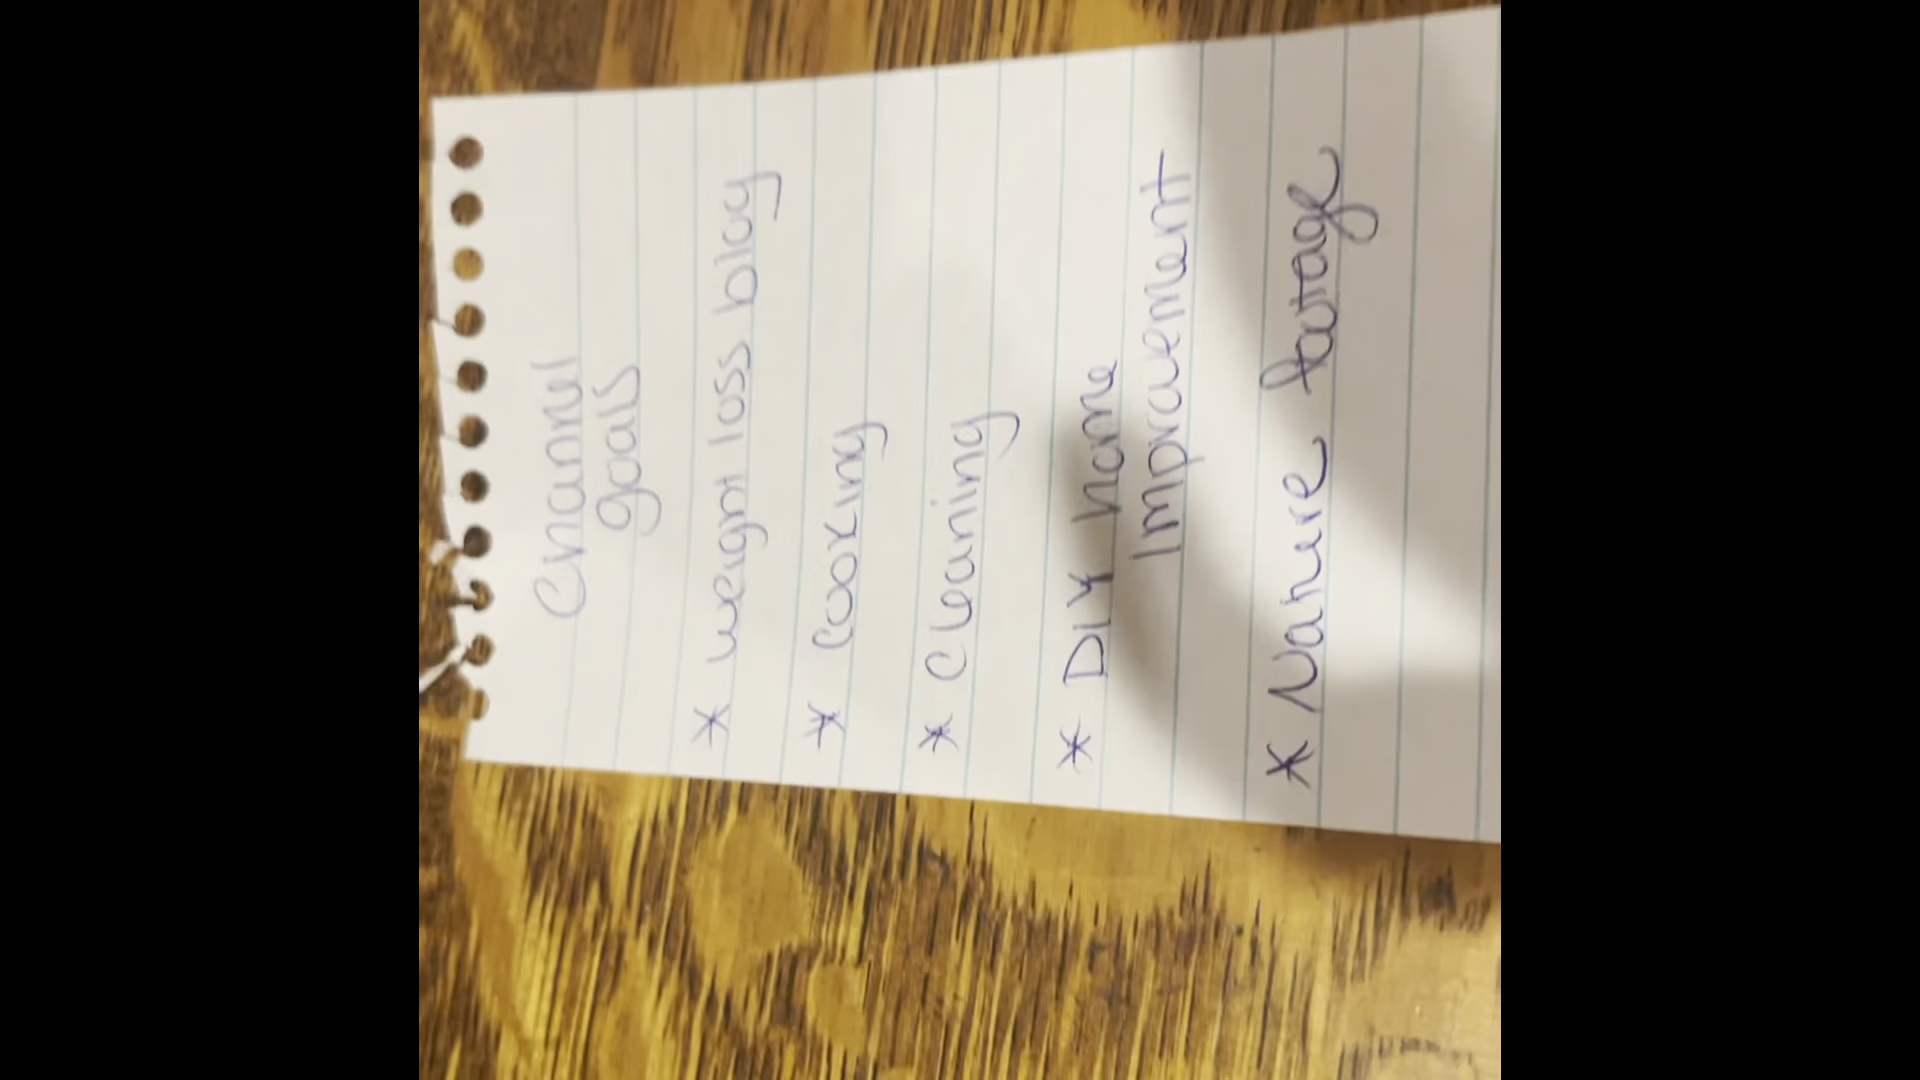 Channel
goals
* weight loss blog
* cooking
* Cleaning
* DIY home
Improvement
* Nature footage